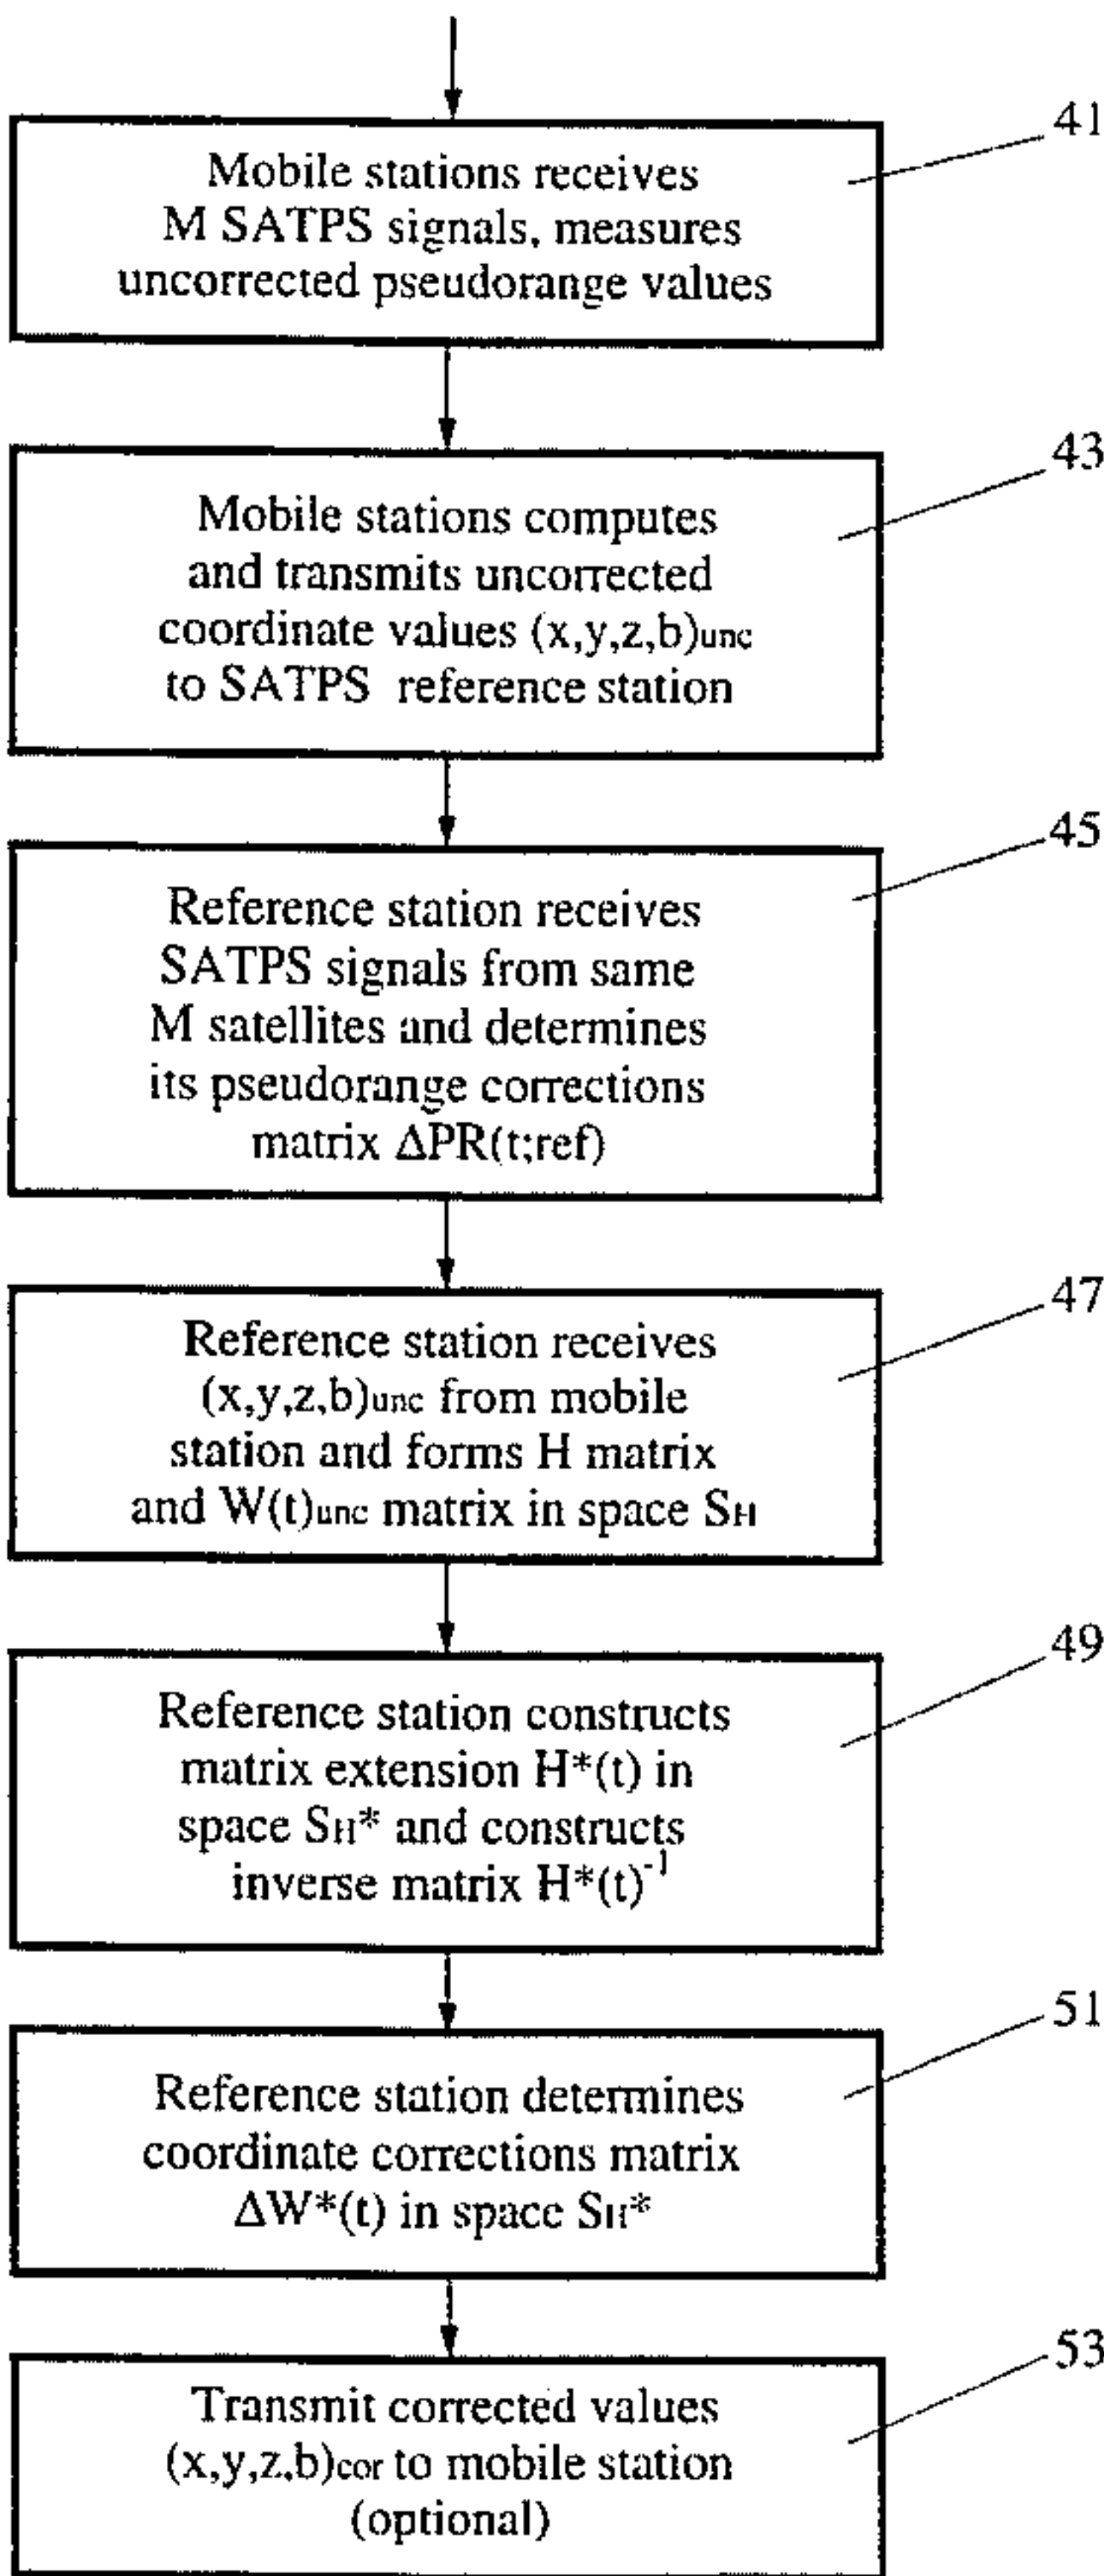 41
Mobile stations receives
M SATPS signals, measures
uncorrected pseudorange values
43
Mobile stations computes
and transmits uncorrected
coordinate values (x,y,z,b)unc
to SATPS reference station
45
Reference station receives
SATPS signals from same
M satellites and determines
its pseudorange corrections
matrix ΔPR(t;ref)
47
Reference station receives
(x,y,z,b)unc from mobile
station and forms H matrix
and W(t)unc matrix in space SH
49
Reference station constructs
matrix extension H*(t) in
space SH* and constructs
inverse matrix H*(t)⁻¹
51
Reference station determines
coordinate corrections matrix
ΔW*(t) in space SH*
53
Transmit corrected values
(x,y,z,b)cor to mobile station
(optional)